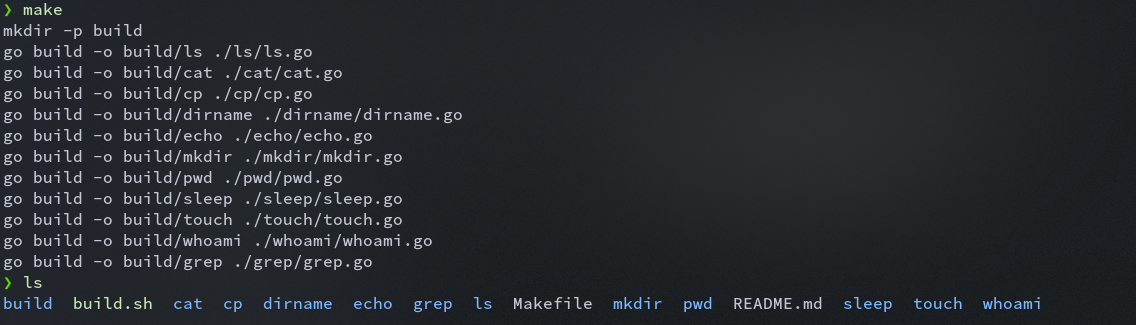 ❯ make
mkdir -p build
go build -o build/ls ./ls/ls.go
go build -o build/cat ./cat/cat.go
go build -o build/cp ./cp/cp.go
go build -o build/dirname ./dirname/dirname.go
go build -o build/echo ./echo/echo.go
go build -o build/mkdir ./mkdir/mkdir.go
go build -o build/pwd ./pwd/pwd.go
go build -o build/sleep ./sleep/sleep.go
go build -o build/touch ./touch/touch.go
go build -o build/whoami ./whoami/whoami.go
go build -o build/grep ./grep/grep.go
❯ ls
build  build.sh  cat  cp  dirname  echo  grep  ls  Makefile  mkdir  pwd  README.md  sleep  touch  whoami